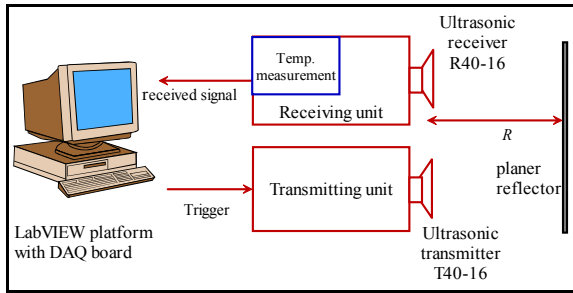 Temp.
measurement
Receiving unit
Ultrasonic
receiver
R40-16
received signal
R
planer
reflector
Transmitting unit
Trigger
LabVIEW platform
with DAQ board
Ultrasonic
transmitter
T40-16